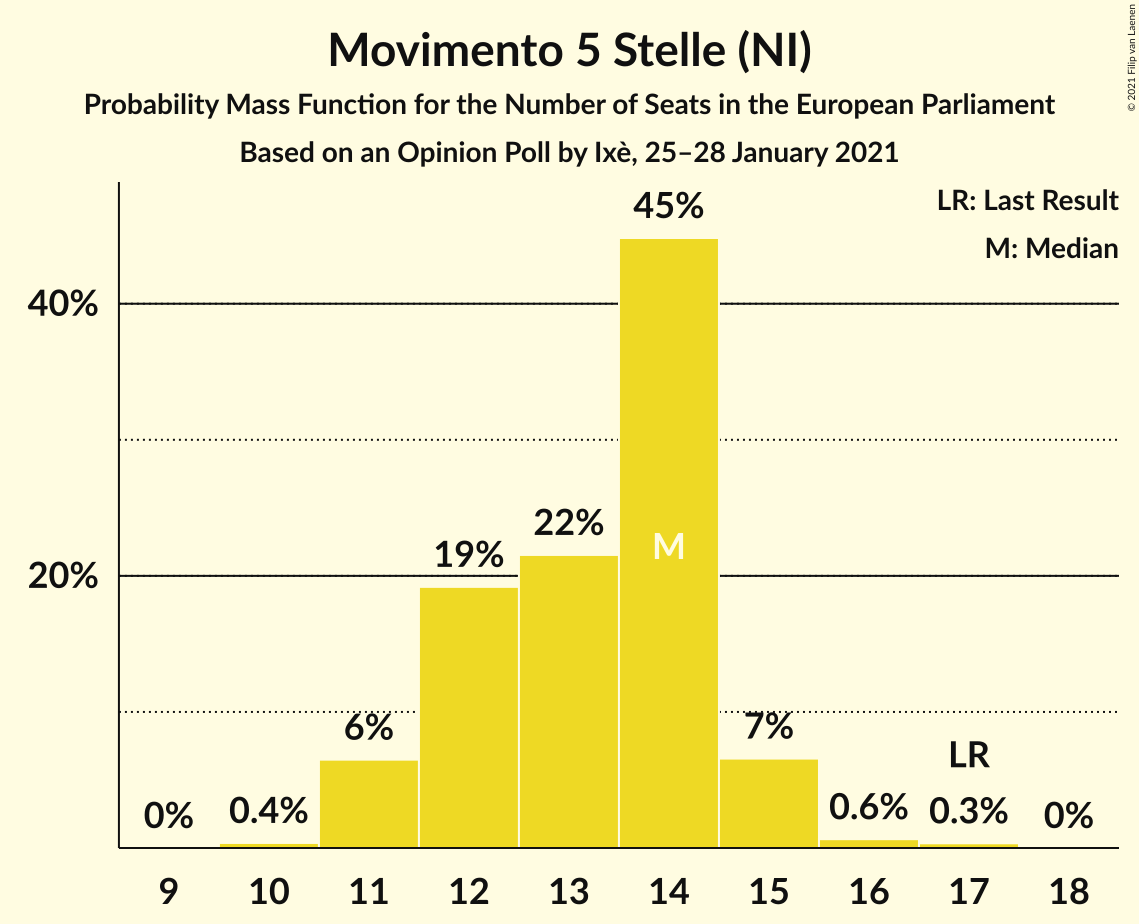 Movimento 5 Stelle (NI)
Probability Mass Function for the Number of Seats in the European Parliament
Based on an Opinion Poll by Ixè, 25–28 January 2021
© 2021 Filip van Laenen
LR: Last Result
M: Median
45%
40%
22%
19%
M
20%
6%
7%
LR
0%
0.4%
0.6%
0.3%
0%
9
10
11
12
13
14
15
16
17
18